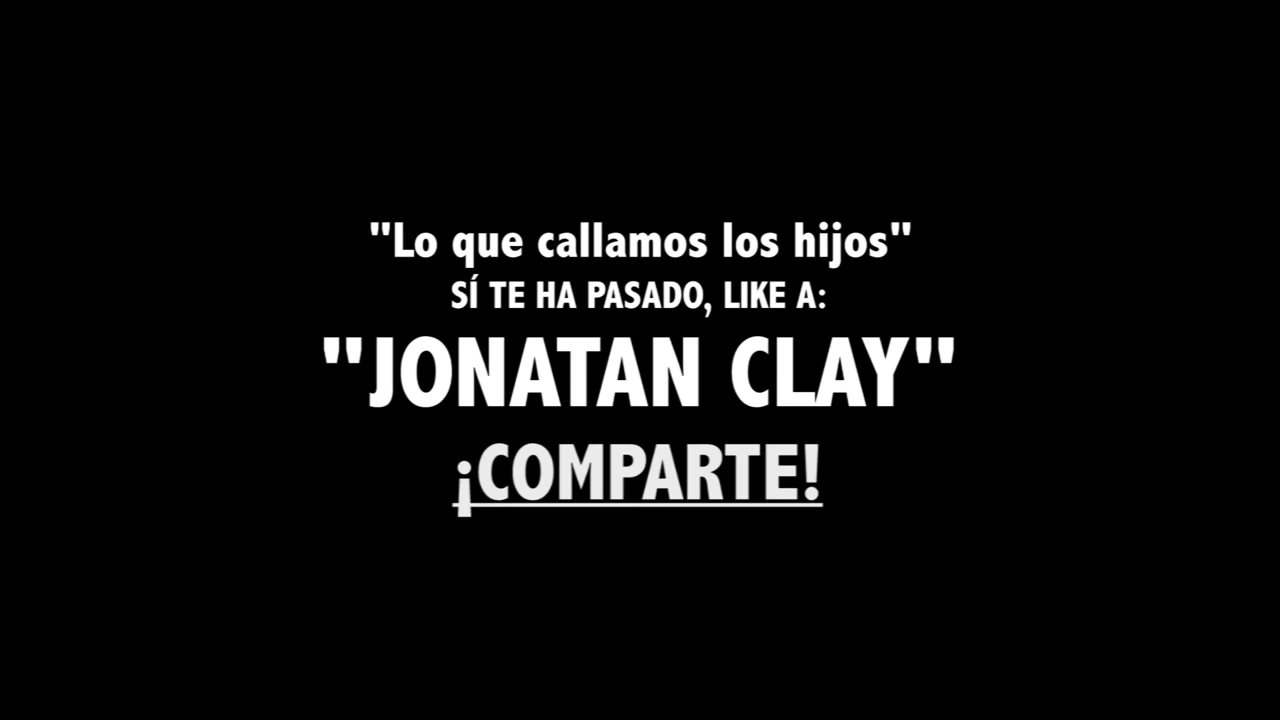 "Lo que callamos los hijos"
SÍ TE HA PASADO, LIKE A:
"JONATAN CLAY"
¡COMPARTE!